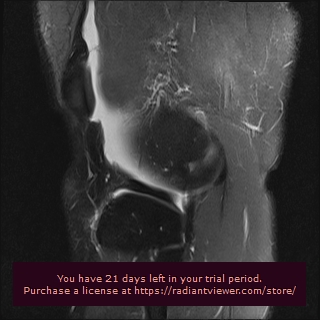 You have 21 days left in your trial period.
Purchase a license at https://radiantviewer.com/store/